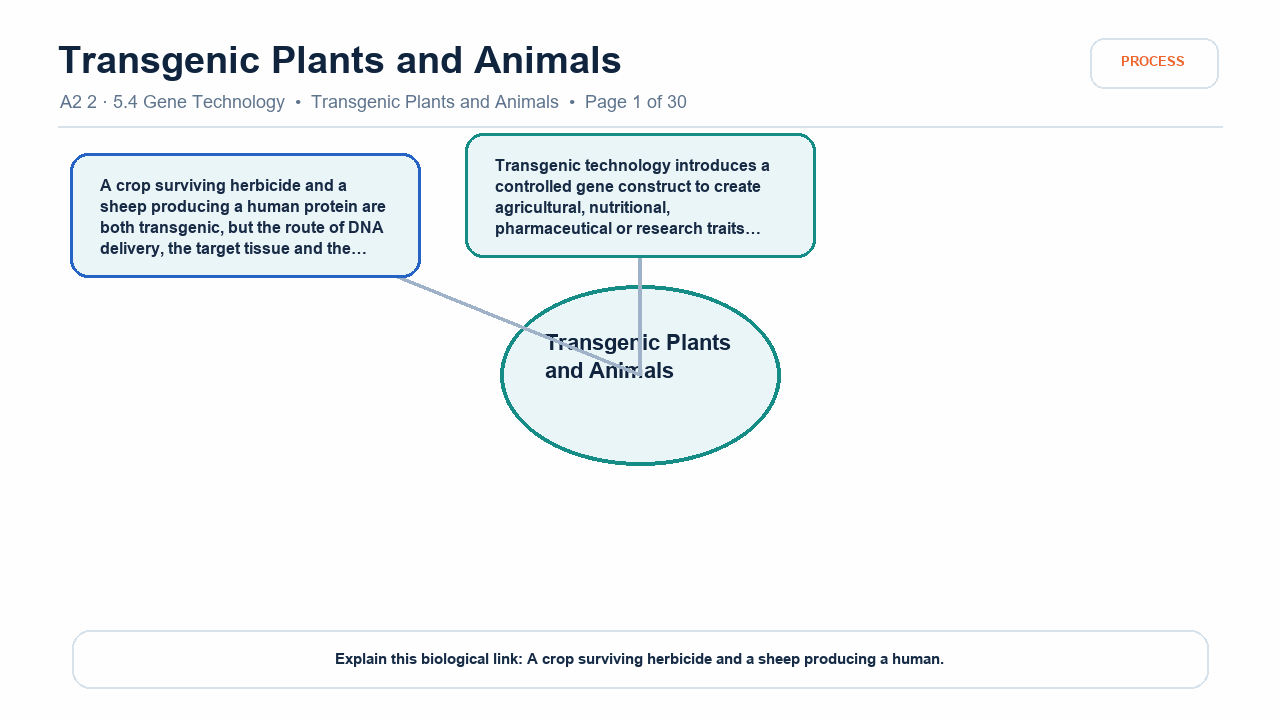 Transgenic Plants and Animals
PROCESS
A2 2 · 5.4 Gene Technology • Transgenic Plants and Animals • Page 1 of 30
A crop surviving herbicide and a
sheep producing a human protein are
both transgenic, but the route of DNA
delivery, the target tissue and the…
Transgenic technology introduces a
controlled gene construct to create
agricultural, nutritional,
pharmaceutical or research traits…
Transgenic Plants
and Animals
Explain this biological link: A crop surviving herbicide and a sheep producing a human.